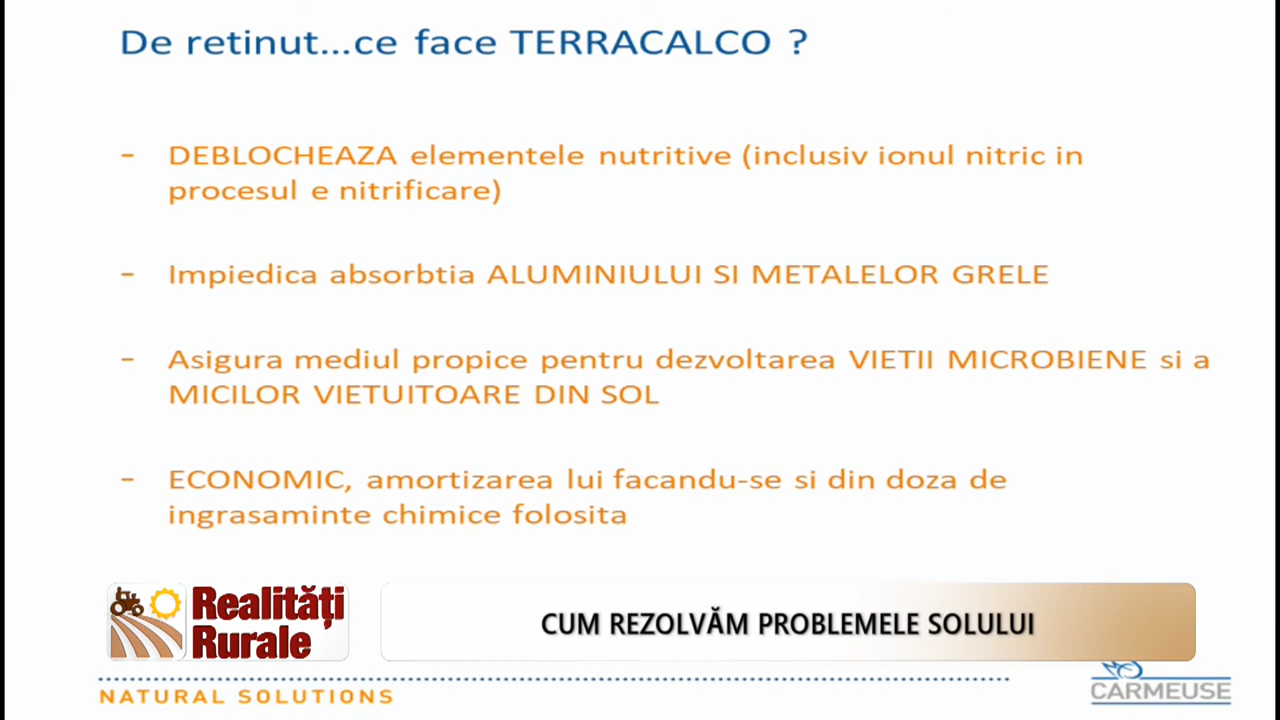 De retinut...ce face TERRACALCO ?
- DEBLOCHEAZA elementele nutritive (inclusiv ionul nitric in
procesul e nitrificare)
- Impiedica absorbtia ALUMINIULUI SI METALELOR GRELE
- Asigura mediul propice pentru dezvoltarea VIETII MICROBIENE si a
MICILOR VIETUITOARE DIN SOL
- ECONOMIC, amortizarea lui facandu-se si din doza de
ingrasaminte chimice folosita
Realități
Rurale
CUM REZOLVĂM PROBLEMELE SOLULUI
NATURAL SOLUTIONS
CARMEUSE